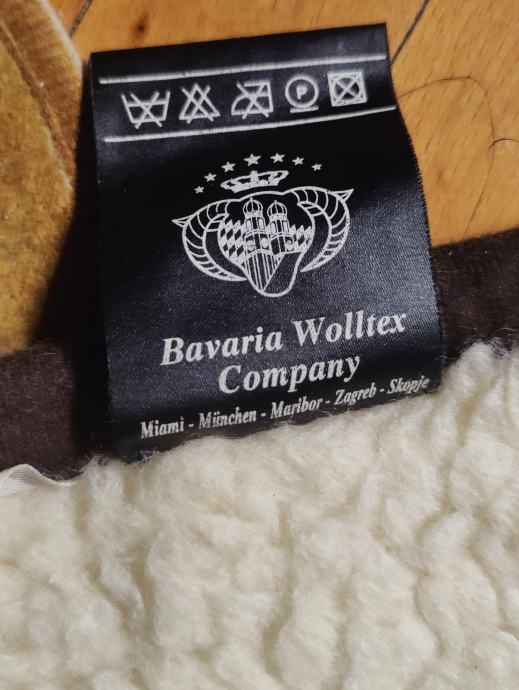 P
Bavaria Wolltex
Company
Miami - München - Maribor - Zagreb - Skopje